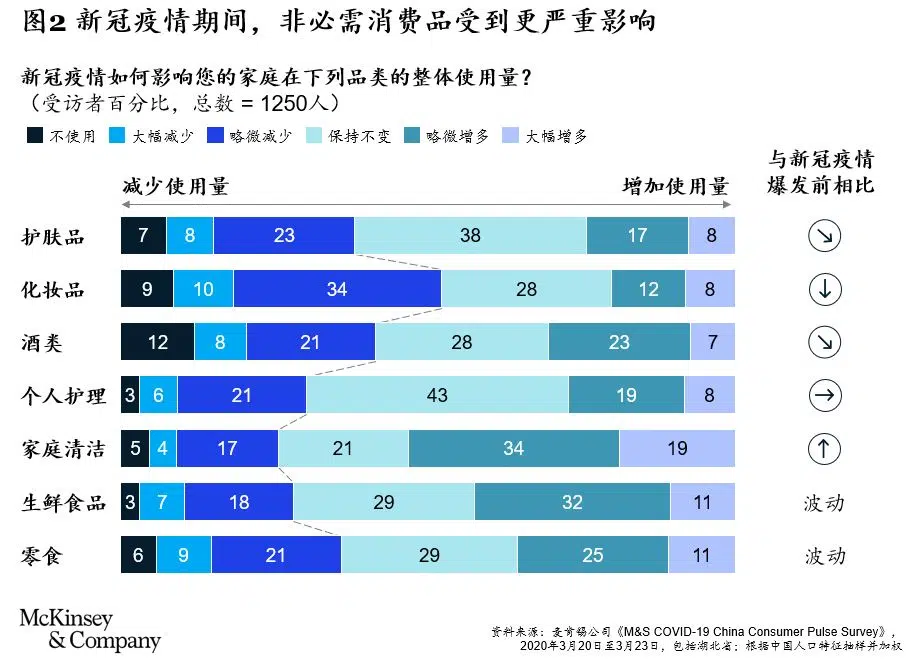 图2 新冠疫情期间，非必需消费品受到更严重影响
新冠疫情如何影响您的家庭在下列品类的整体使用量？
（受访者百分比，总数 = 1250人）
不使用 大幅减少 略微减少 保持不变 略微增多 大幅增多
与新冠疫情
爆发前相比
减少使用量 增加使用量
护肤品 7 8 23 38 17 8
化妆品 9 10 34 28 12 8
酒类 12 8 21 28 23 7
个人护理 3 6 21 43 19 8
家庭清洁 5 4 17 21 34 19
生鲜食品 3 7 18 29 32 11 波动
零食 6 9 21 29 25 11 波动
McKinsey
& Company
资料来源：麦肯锡公司《M&S COVID-19 China Consumer Pulse Survey》，
2020年3月20日至3月23日，包括湖北省；根据中国人口特征抽样并加权